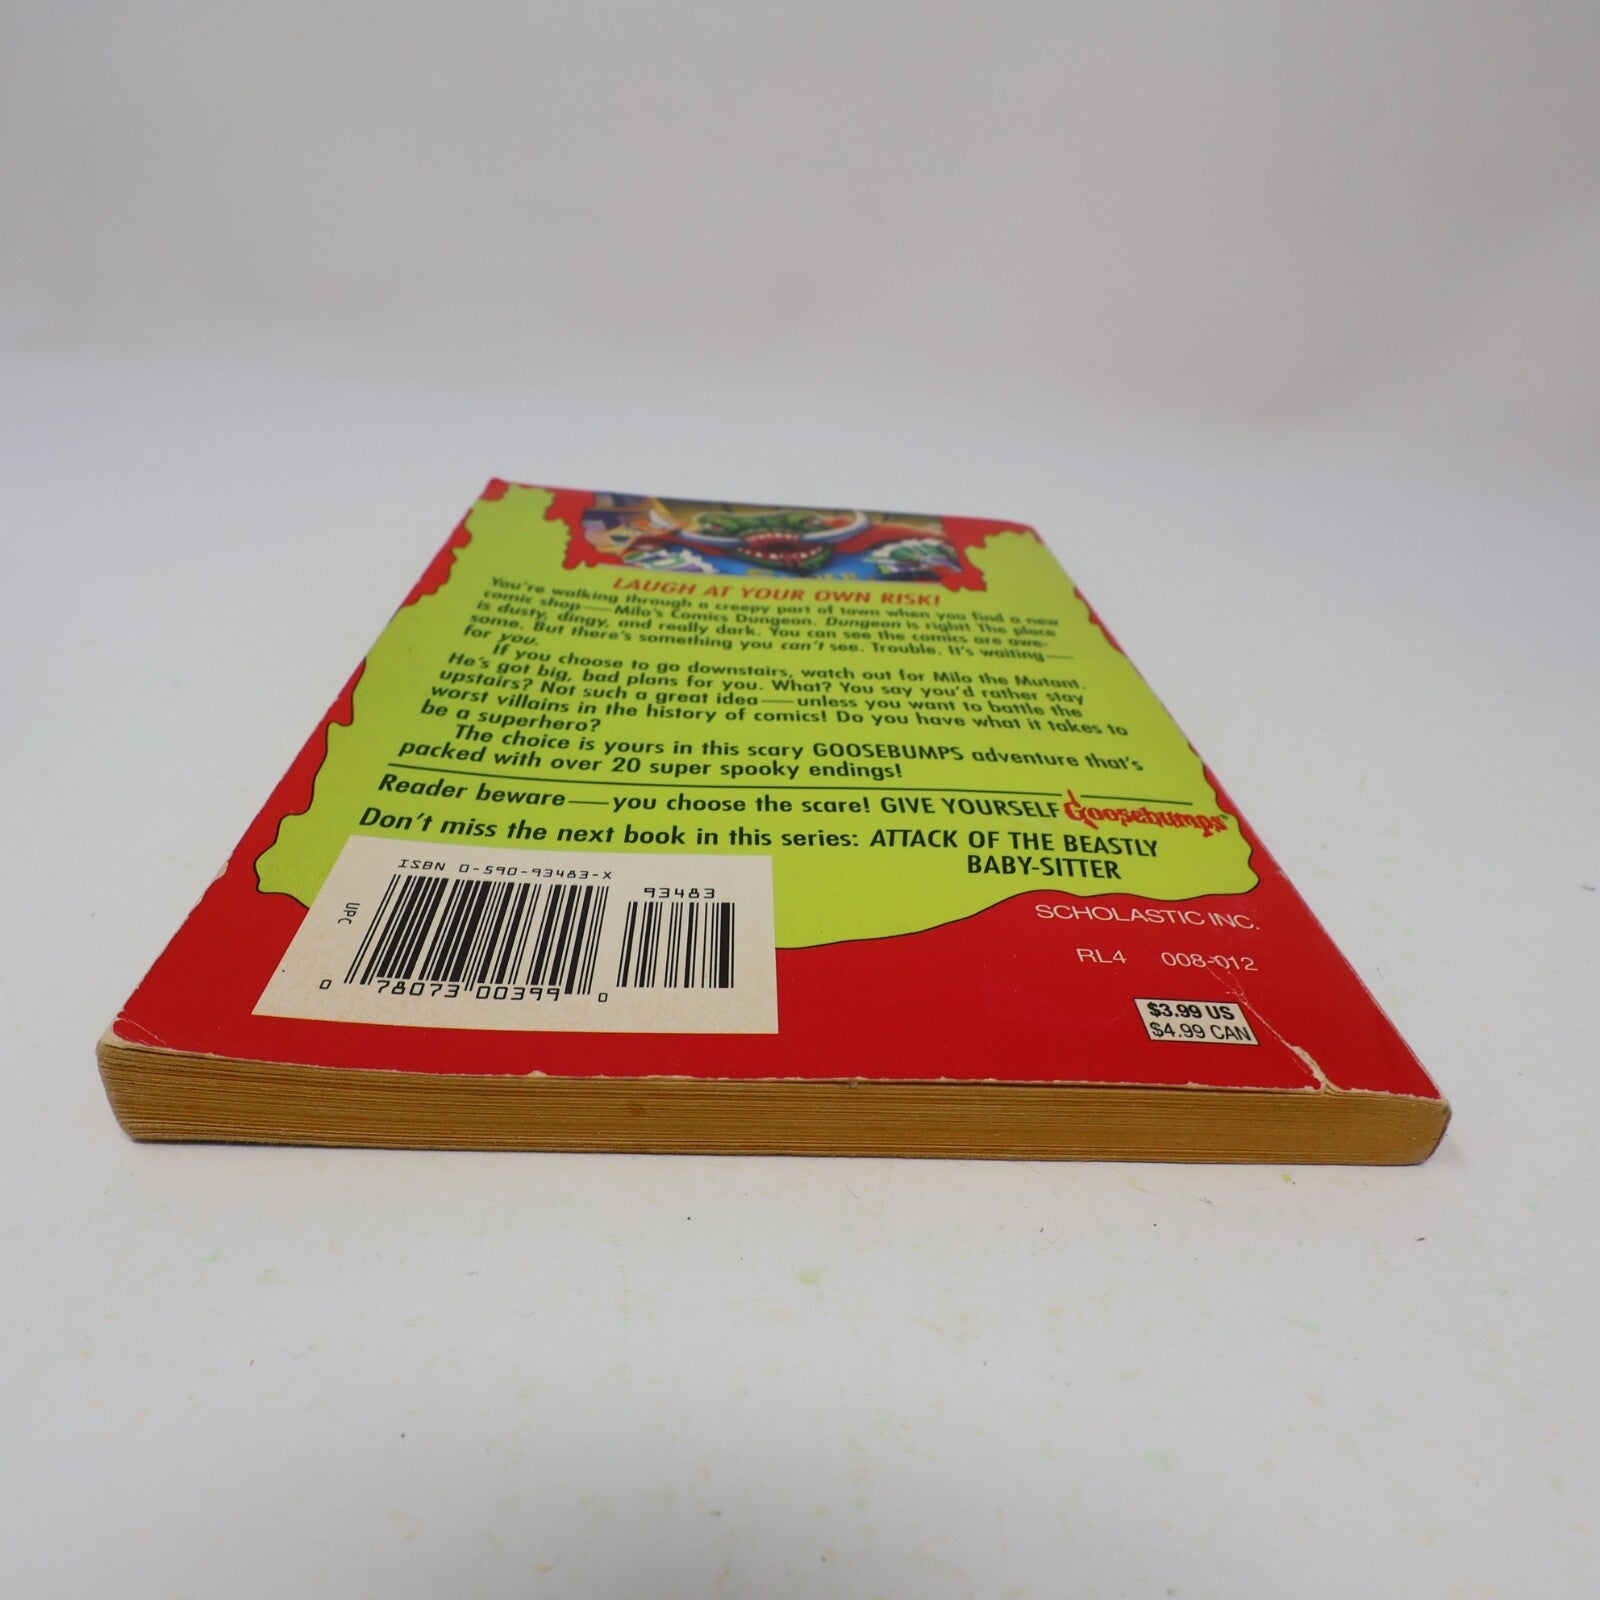 LAUGH AT YOUR OWN RISK!
You're walking through a creepy part of town when you find a new
comic shop—Milo's Comics Dungeon. Dungeon is right! The place
is dusty, dingy, and really dark. You can see the comics are awe-
some. But there's something you can't see. Trouble. It's waiting—
for you.
If you choose to go downstairs, watch out for Milo the Mutant.
He's got big, bad plans for you. What? You say you'd rather stay
upstairs? Not such a great idea—unless you want to battle the
worst villains in the history of comics! Do you have what it takes to
be a superhero?
The choice is yours in this scary GOOSEBUMPS adventure that's
packed with over 20 super spooky endings!
Reader beware—you choose the scare! GIVE YOURSELF Goosebumps®
Don't miss the next book in this series: ATTACK OF THE BEASTLY
BABY-SITTER
ISBN 0-590-93483-X
93483
UPC
0 78073 00399 0
SCHOLASTIC INC.
RL4 008-012
$3.99 US
$4.99 CAN